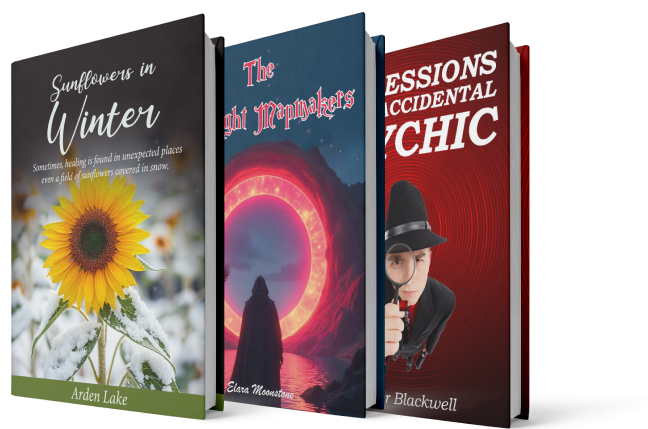 Sunflowers in
Winter
Sometimes, healing is found in unexpected places
even a field of sunflowers covered in snow.
Arden Lake
The
ght Mapmakers
Elara Moonstone
ESSIONS
ACCIDENTAL
YCHIC
r Blackwell